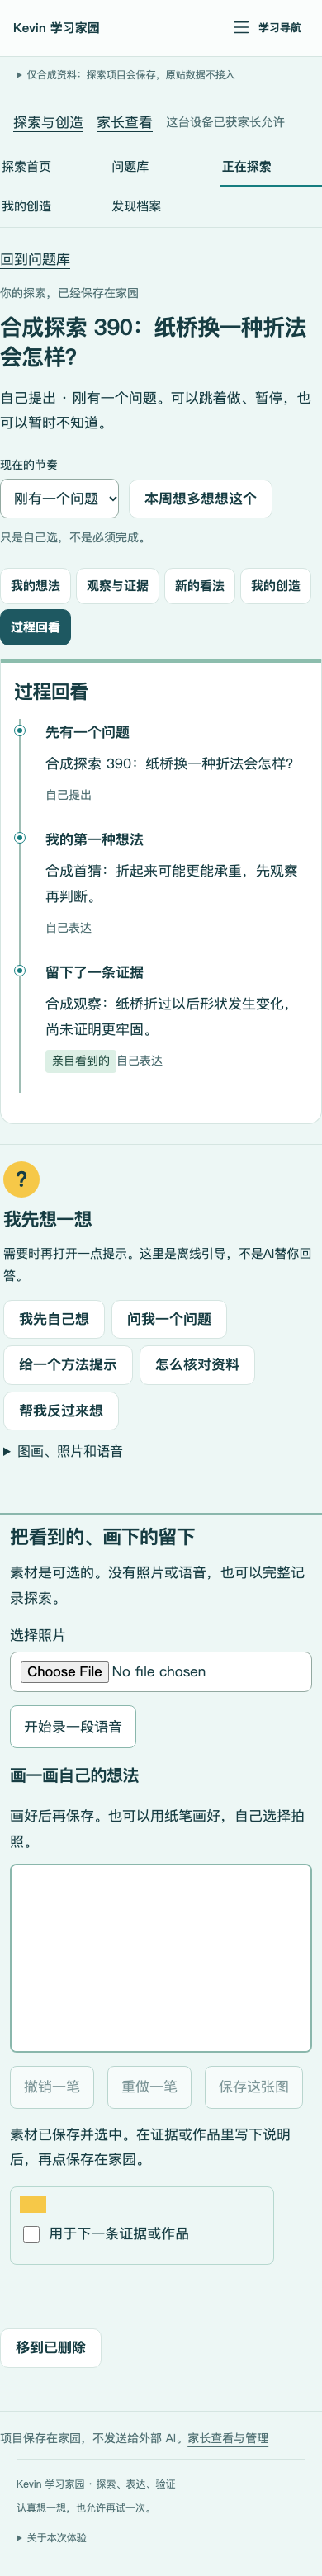 Kevin 学习家园
学习导航
仅合成资料：探索项目会保存，原站数据不接入
探索与创造 家长查看 这台设备已获家长允许
探索首页 问题库 正在探索
我的创造 发现档案
回到问题库
你的探索，已经保存在家园
合成探索 390：纸桥换一种折法
会怎样？
自己提出 · 刚有一个问题。可以跳着做、暂停，也
可以暂时不知道。
现在的节奏
刚有一个问题 本周想多想想这个
只是自己选，不是必须完成。
我的想法 观察与证据 新的看法 我的创造
过程回看
过程回看
先有一个问题
合成探索 390：纸桥换一种折法会怎样？
自己提出
我的第一种想法
合成首猜：折起来可能更能承重，先观察
再判断。
自己表达
留下了一条证据
合成观察：纸桥折过以后形状发生变化，
尚未证明更牢固。
亲自看到的 自己表达
?
我先想一想
需要时再打开一点提示。这里是离线引导，不是AI替你回
答。
我先自己想 问我一个问题
给一个方法提示 怎么核对资料
帮我反过来想
图画、照片和语音
把看到的、画下的留下
素材是可选的。没有照片或语音，也可以完整记
录探索。
选择照片
Choose File No file chosen
开始录一段语音
画一画自己的想法
画好后再保存。也可以用纸笔画好，自己选择拍
照。
撤销一笔 重做一笔 保存这张图
素材已保存并选中。在证据或作品里写下说明
后，再点保存在家园。
用于下一条证据或作品
移到已删除
项目保存在家园，不发送给外部 AI。家长查看与管理
Kevin 学习家园 · 探索、表达、验证
认真想一想，也允许再试一次。
关于本次体验